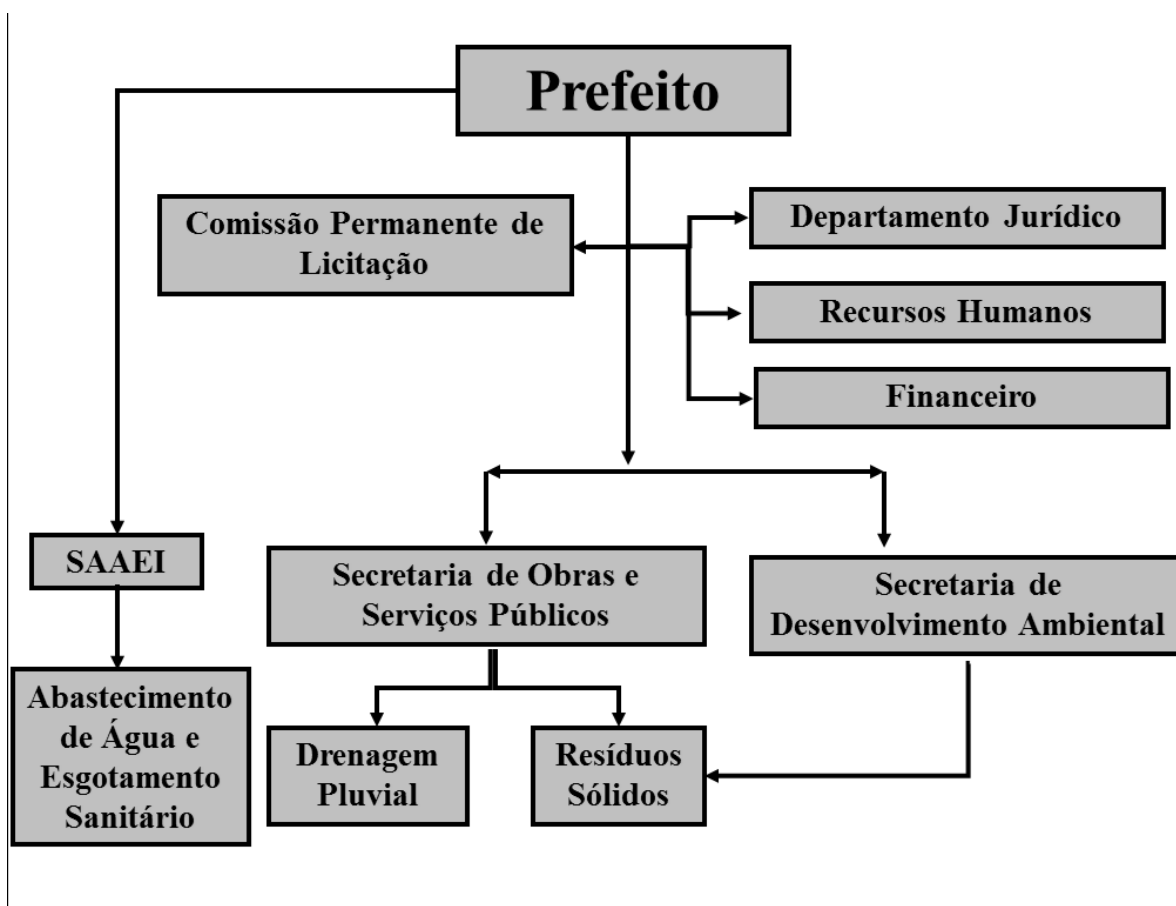 Prefeito
Comissão Permanente de
Licitação
Departamento Jurídico
Recursos Humanos
Financeiro
SAAEI
Secretaria de Obras e
Serviços Públicos
Secretaria de
Desenvolvimento Ambiental
Abastecimento
de Água e
Esgotamento
Sanitário
Drenagem
Pluvial
Resíduos
Sólidos